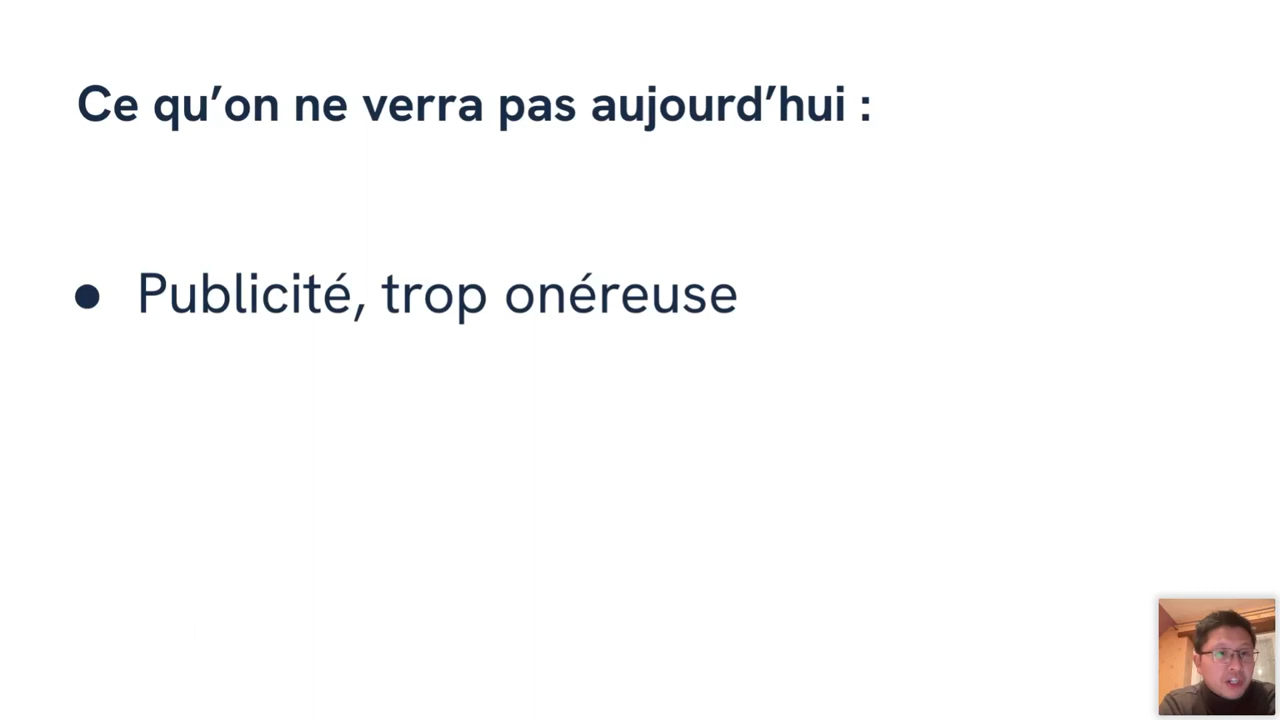 Ce qu’on ne verra pas aujourd’hui :
● Publicité, trop onéreuse